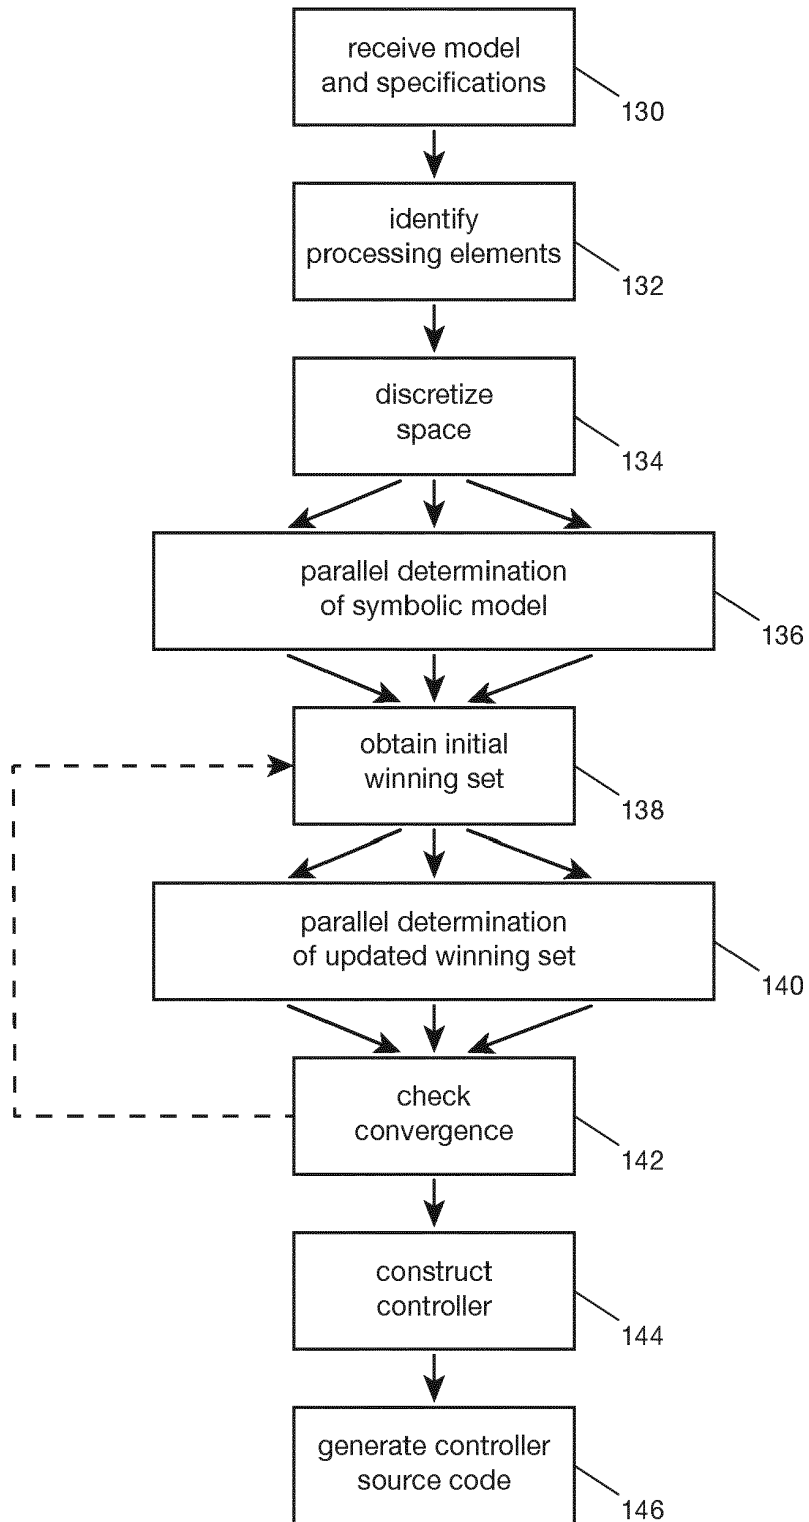 receive model
and specifications
130
identify
processing elements
132
discretize
space
134
parallel determination
of symbolic model
136
obtain initial
winning set
138
parallel determination
of updated winning set
140
check
convergence
142
construct
controller
144
generate controller
source code
146